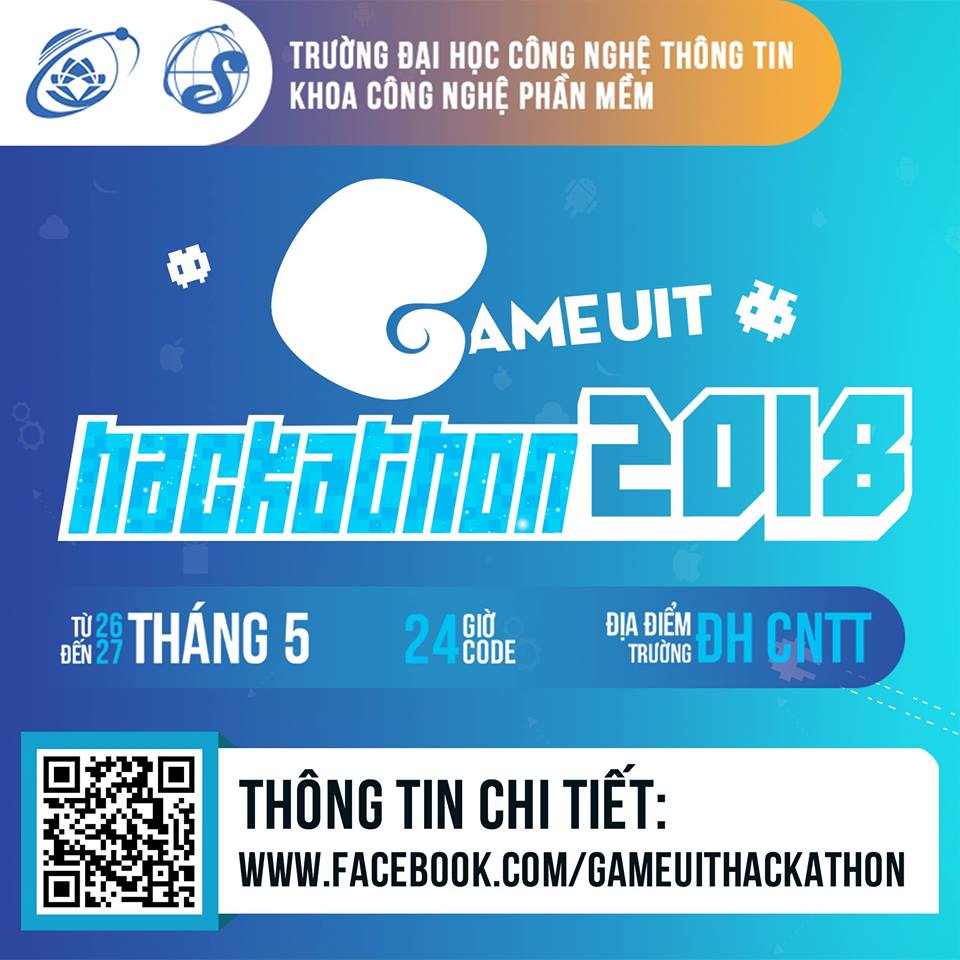 TRƯỜNG ĐẠI HỌC CÔNG NGHỆ THÔNG TIN
KHOA CÔNG NGHỆ PHẦN MỀM
GAMEUIT
hackathon 2018
TỪ 26
ĐẾN 27
THÁNG 5
24 GIỜ
CODE
ĐỊA ĐIỂM
TRƯỜNG
ĐH CNTT
THÔNG TIN CHI TIẾT:
WWW.FACEBOOK.COM/GAMEUITHACKATHON